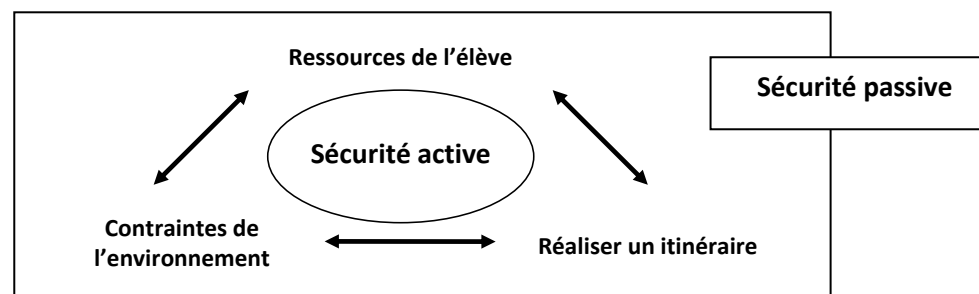 Ressources de l’élève
Sécurité passive
Sécurité active
Contraintes de
l’environnement
Réaliser un itinéraire